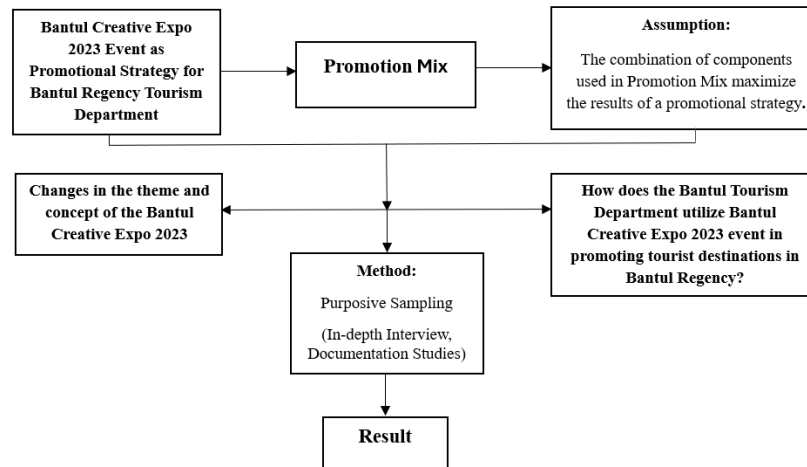 Bantul Creative Expo
2023 Event as
Promotional Strategy for
Bantul Regency Tourism
Department
Promotion Mix
Assumption:
The combination of components
used in Promotion Mix maximize
the results of a promotional strategy.
Changes in the theme and
concept of the Bantul
Creative Expo 2023
How does the Bantul Tourism
Department utilize Bantul
Creative Expo 2023 event in
promoting tourist destinations in
Bantul Regency?
Method:
Purposive Sampling
(In-depth Interview,
Documentation Studies)
Result